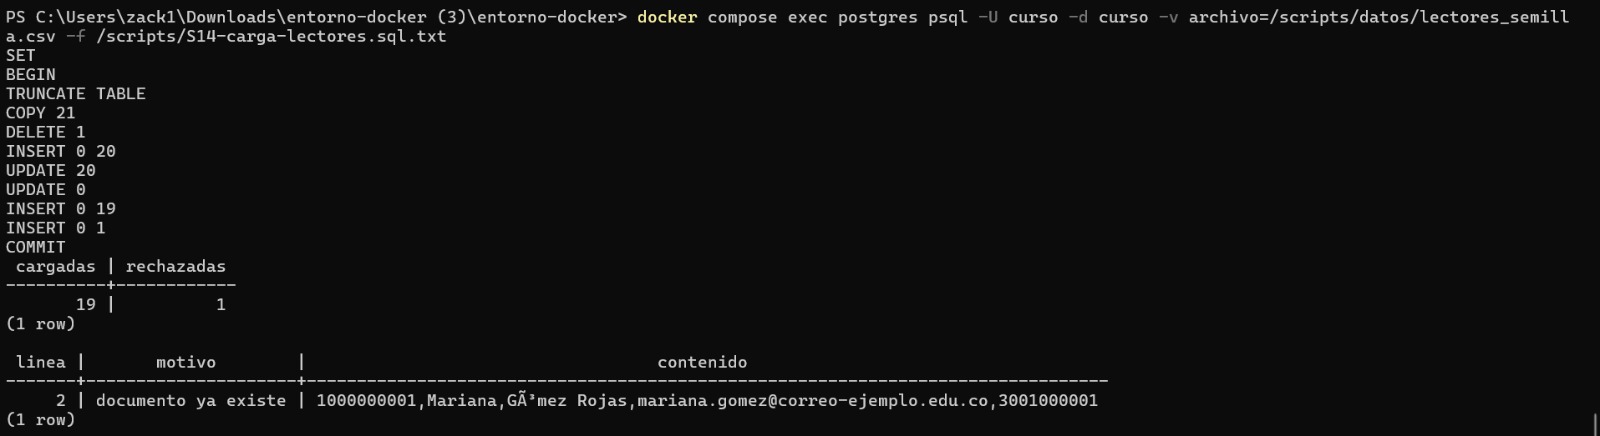 PS C:\Users\zack1\Downloads\entorno-docker (3)\entorno-docker> docker compose exec postgres psql -U curso -d curso -v archivo=/scripts/datos/lectores_semill
a.csv -f /scripts/S14-carga-lectores.sql.txt
SET
BEGIN
TRUNCATE TABLE
COPY 21
DELETE 1
INSERT 0 20
UPDATE 20
UPDATE 0
INSERT 0 19
INSERT 0 1
COMMIT
 cargadas | rechazadas
----------+------------
       19 |          1
(1 row)

 linea |       motivo        |                                    contenido
-------+---------------------+---------------------------------------------------------------------------------
     2 | documento ya existe | 1000000001,Mariana,GÃ³mez Rojas,mariana.gomez@correo-ejemplo.edu.co,3001000001
(1 row)